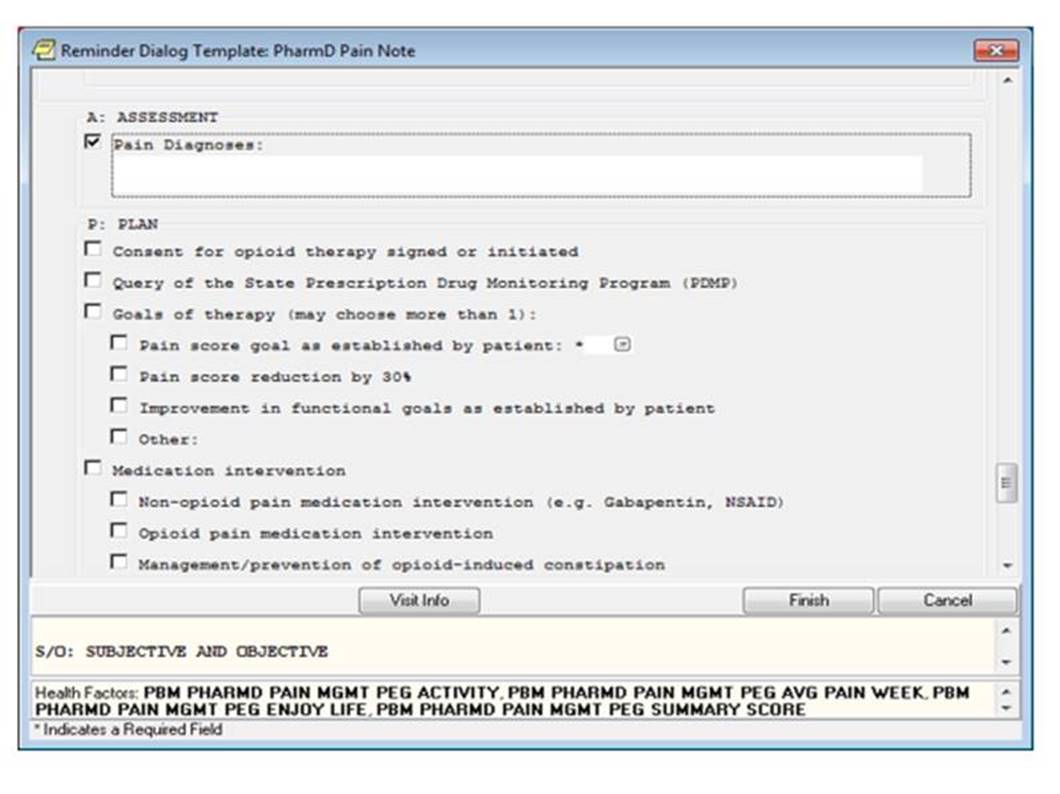 Reminder Dialog Template: PharmD Pain Note
A: ASSESSMENT
Pain Diagnoses:
P: PLAN
Consent for opioid therapy signed or initiated
Query of the State Prescription Drug Monitoring Program (PDMP)
Goals of therapy (may choose more than 1):
Pain score goal as established by patient: *
Pain score reduction by 30%
Improvement in functional goals as established by patient
Other:
Medication intervention
Non-opioid pain medication intervention (e.g. Gabapentin, NSAID)
Opioid pain medication intervention
Management/prevention of opioid-induced constipation
Visit Info Finish Cancel
S/O: SUBJECTIVE AND OBJECTIVE
Health Factors: PBM PHARMD PAIN MGMT PEG ACTIVITY, PBM PHARMD PAIN MGMT PEG AVG PAIN WEEK, PBM
PHARMD PAIN MGMT PEG ENJOY LIFE, PBM PHARMD PAIN MGMT PEG SUMMARY SCORE
* Indicates a Required Field